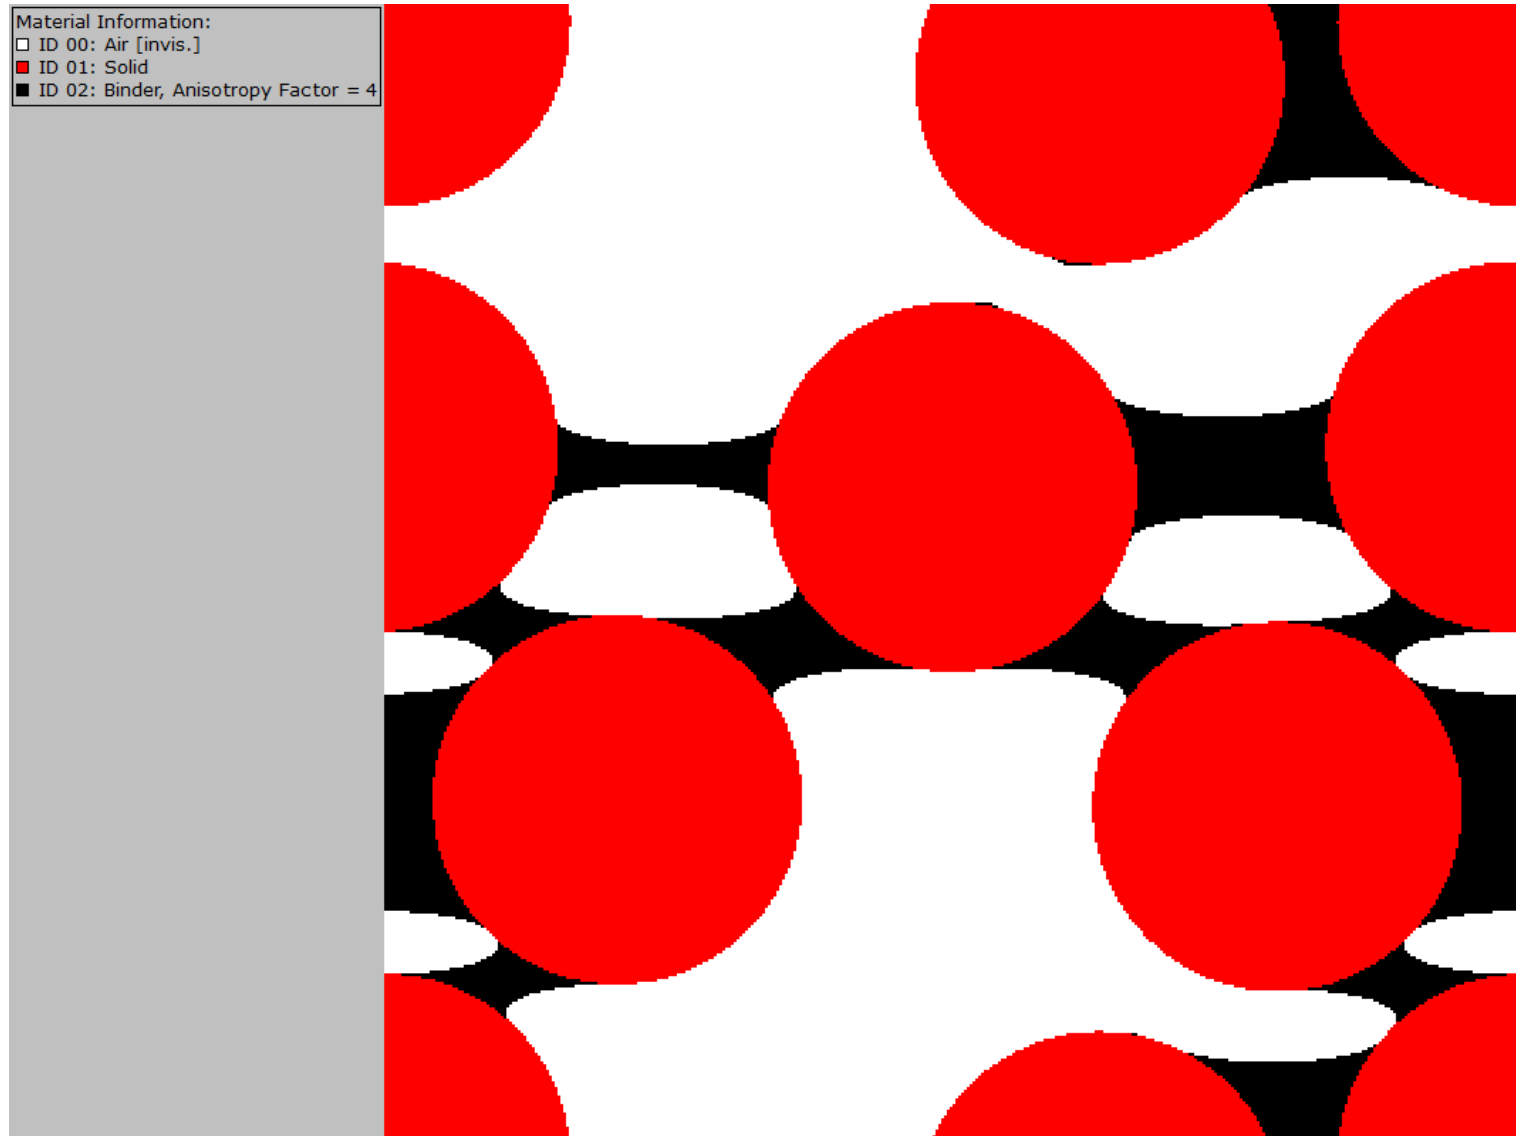 Material Information:
ID 00: Air [invis.]
ID 01: Solid
ID 02: Binder, Anisotropy Factor = 4